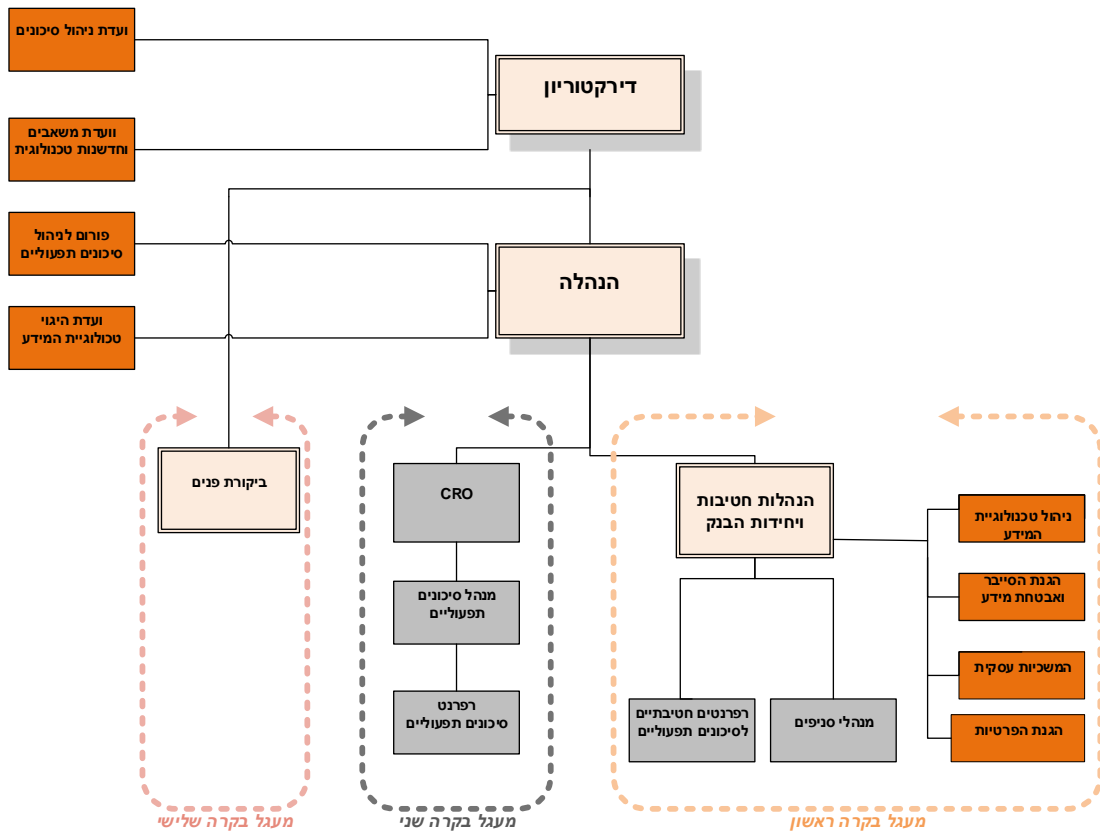 ועדת ניהול סיכונים
דירקטוריון
וועדת משאבים
וחדשנות טכנולוגית
פורום לניהול
סיכונים תפעוליים
הנהלה
ועדת היגוי
טכולוגיית המידע
ביקורת פנים
CRO
מנהל סיכונים
תפעוליים
רפרנט
סיכונים תפעוליים
הנהלות חטיבות
ויחידות הבנק
ניהול טכנולוגיית
המידע
הגנת הסייבר
ואבטחת מידע
המשכיות עסקית
הגנת הפרטיות
מנהלי סניפים
רפרנטים חטיבתיים
לסיכונים תפעוליים
מעגל בקרה ראשון
מעגל בקרה שני
מעגל בקרה שלישי